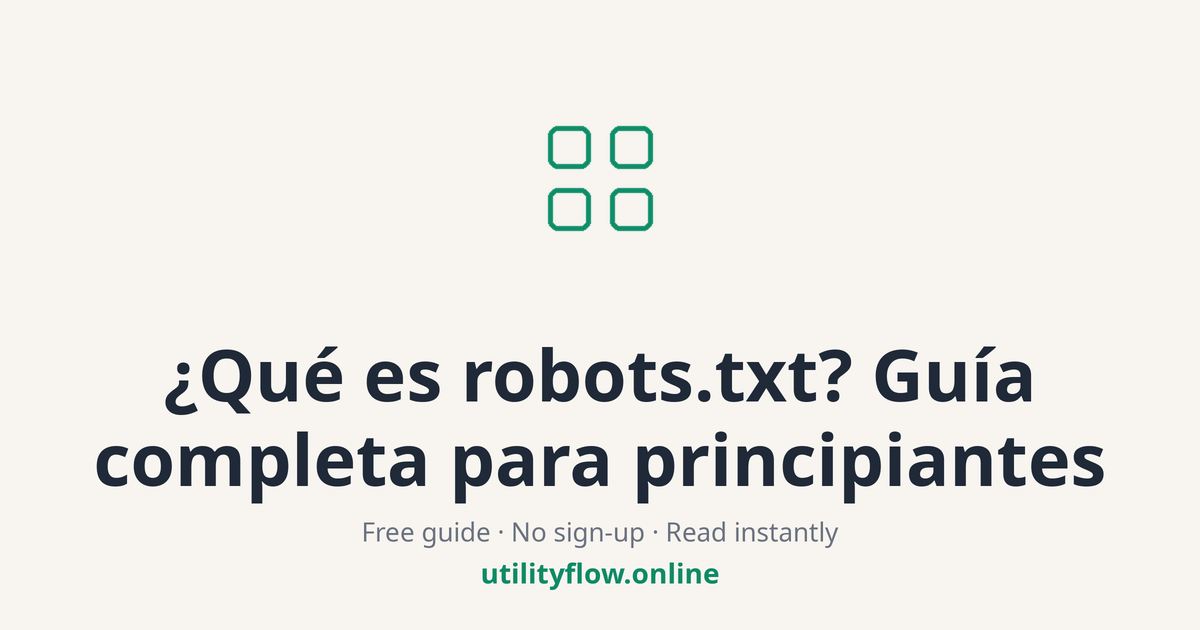 ¿Qué es robots.txt? Guía
completa para principiantes
Free guide · No sign-up · Read instantly
utilityflow.online